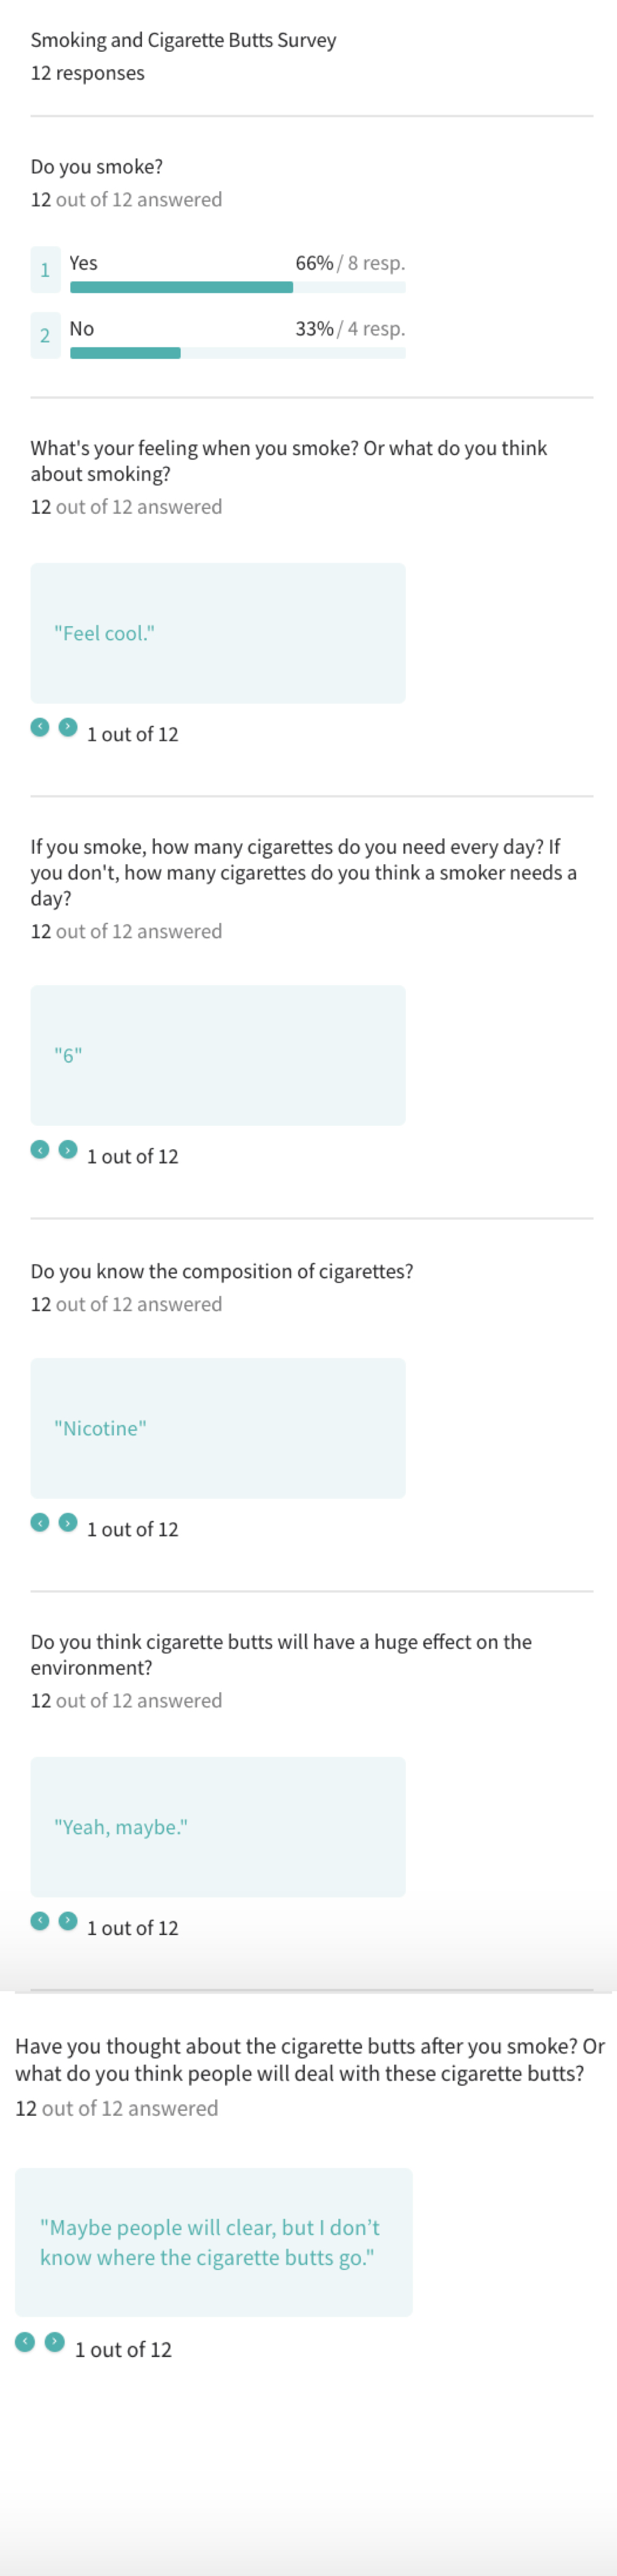 Smoking and Cigarette Butts Survey
12 responses
Do you smoke?
12 out of 12 answered
1 Yes 66% / 8 resp.
2 No 33% / 4 resp.
What's your feeling when you smoke? Or what do you think
about smoking?
12 out of 12 answered
"Feel cool."
1 out of 12
If you smoke, how many cigarettes do you need every day? If
you don't, how many cigarettes do you think a smoker needs a
day?
12 out of 12 answered
"6"
1 out of 12
Do you know the composition of cigarettes?
12 out of 12 answered
"Nicotine"
1 out of 12
Do you think cigarette butts will have a huge effect on the
environment?
12 out of 12 answered
"Yeah, maybe."
1 out of 12
Have you thought about the cigarette butts after you smoke? Or
what do you think people will deal with these cigarette butts?
12 out of 12 answered
"Maybe people will clear, but I don’t
know where the cigarette butts go."
1 out of 12